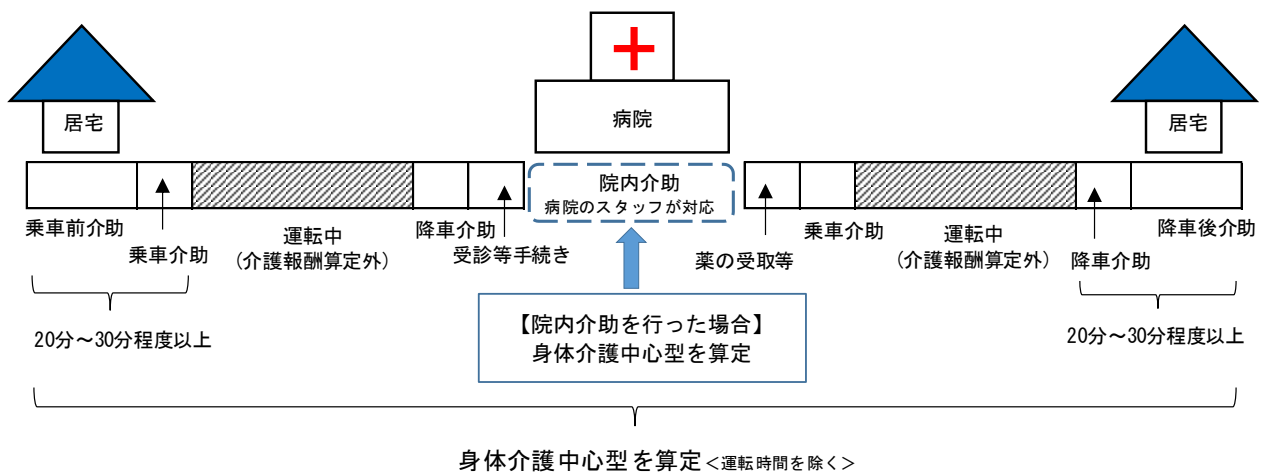 居宅
病院
居宅
院内介助
病院のスタッフが対応
乗車前介助
乗車介助
運転中
(介護報酬算定外)
降車介助
受診等手続き
薬の受取等
乗車介助
運転中
(介護報酬算定外)
降車介助
降車後介助
20分～30分程度以上
【院内介助を行った場合】
身体介護中心型を算定
20分～30分程度以上
身体介護中心型を算定<運転時間を除く>